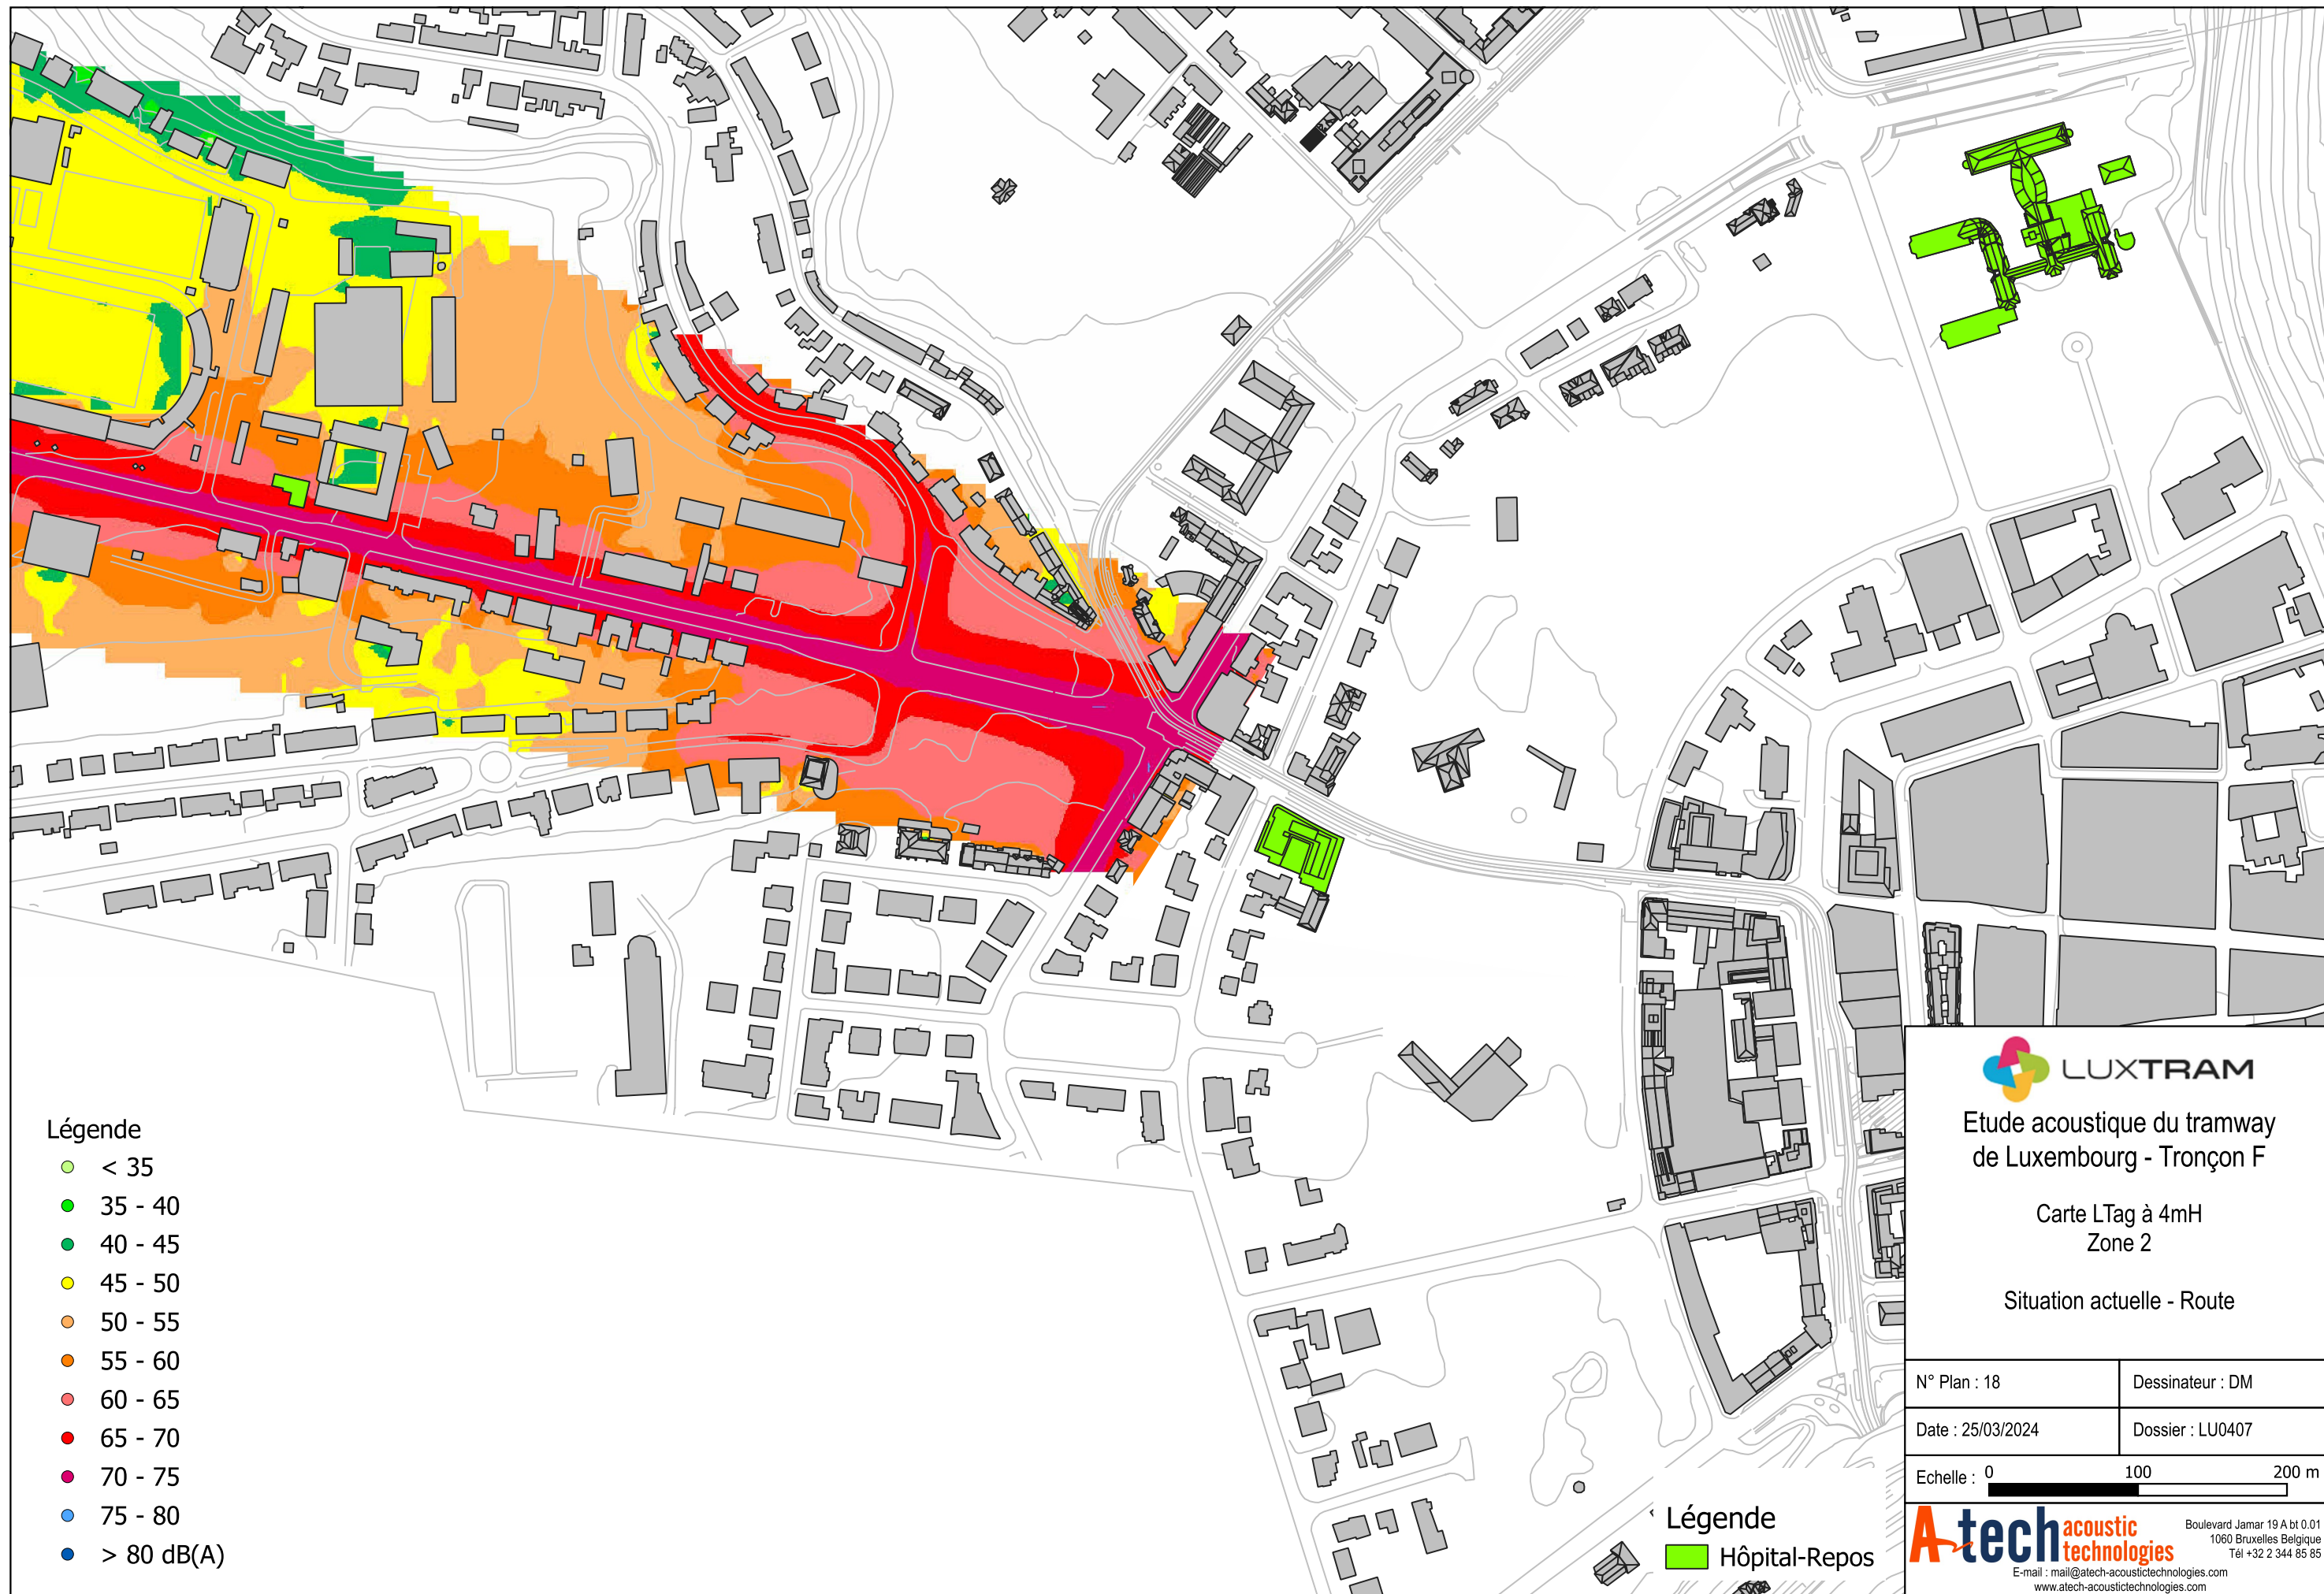 Légende
< 35
35 - 40
40 - 45
45 - 50
50 - 55
55 - 60
60 - 65
65 - 70
70 - 75
75 - 80
> 80 dB(A)
Légende
Hôpital-Repos
LUXTRAM
Etude acoustique du tramway
de Luxembourg - Tronçon F
Carte LTag à 4mH
Zone 2
Situation actuelle - Route
N° Plan : 18
Dessinateur : DM
Date : 25/03/2024
Dossier : LU0407
Echelle : 0 100 200 m
A-tech acoustic technologies
Boulevard Jamar 19 A bt 0.01
1060 Bruxelles Belgique
Tél +32 2 344 85 85
E-mail : mail@atech-acoustictechnologies.com
www.atech-acoustictechnologies.com